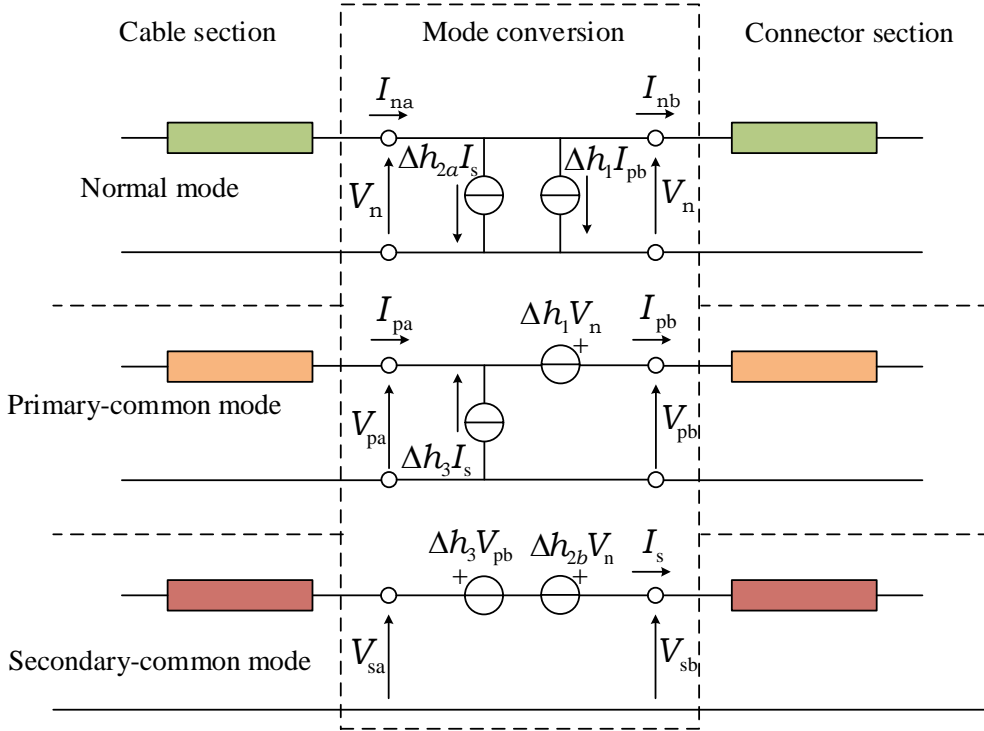 Cable section
Mode conversion
Connector section
I_na
I_nb
Δh_2a I_s
Δh_1 I_pb
Normal mode
V_n
V_n
I_pa
Δh_1 V_n
I_pb
+
Primary-common mode
V_pa
Δh_3 I_s
V_pb
Δh_3 V_pb
Δh_2b V_n
I_s
+
+
Secondary-common mode
V_sa
V_sb